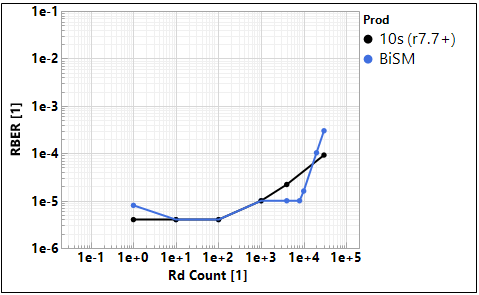 1e-1
1e-2
1e-3
1e-4
1e-5
1e-6
RBER [1]
1e-1 1e+0 1e+1 1e+2 1e+3 1e+4 1e+5
Rd Count [1]
Prod
10s (r7.7+)
BiSM